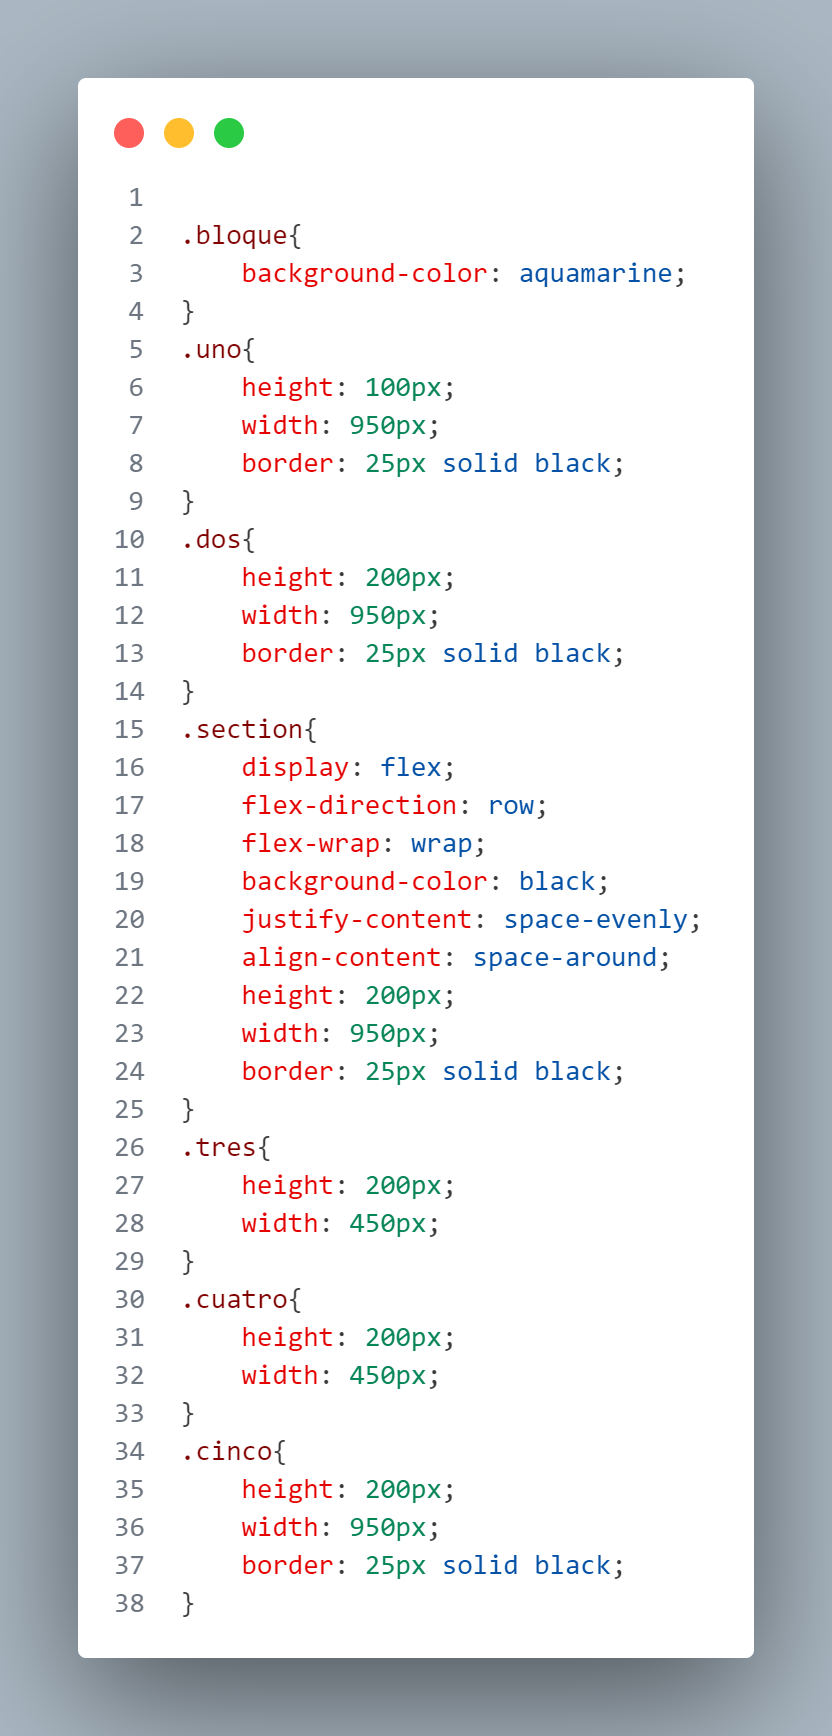 1
2 .bloque{
3     background-color: aquamarine;
4 }
5 .uno{
6     height: 100px;
7     width: 950px;
8     border: 25px solid black;
9 }
10 .dos{
11     height: 200px;
12     width: 950px;
13     border: 25px solid black;
14 }
15 .section{
16     display: flex;
17     flex-direction: row;
18     flex-wrap: wrap;
19     background-color: black;
20     justify-content: space-evenly;
21     align-content: space-around;
22     height: 200px;
23     width: 950px;
24     border: 25px solid black;
25 }
26 .tres{
27     height: 200px;
28     width: 450px;
29 }
30 .cuatro{
31     height: 200px;
32     width: 450px;
33 }
34 .cinco{
35     height: 200px;
36     width: 950px;
37     border: 25px solid black;
38 }